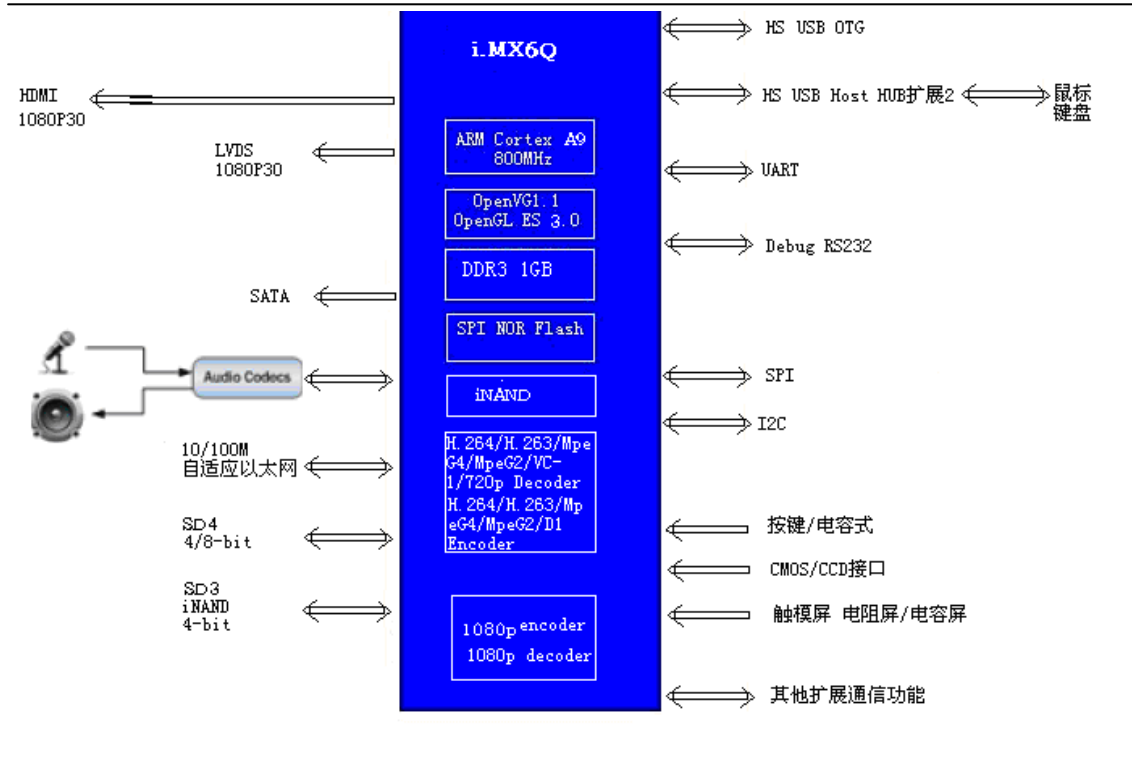 i.MX6Q
HDMI
1080P30
LVDS
1080P30
SATA
Audio Codecs
10/100M
自适应以太网
SD4
4/8-bit
SD3
iNAND
4-bit
ARM Cortex A9
800MHz
OpenVG1.1
OpenGL ES 3.0
DDR3 1GB
SPI NOR Flash
iNAND
H.264/H.263/Mpe
G4/MpeG2/VC-
1/720p Decoder
H.264/H.263/Mp
eG4/MpeG2/D1
Encoder
1080p encoder
1080p decoder
HS USB OTG
HS USB Host HUB扩展2
鼠标
键盘
UART
Debug RS232
SPI
I2C
按键/电容式
CMOS/CCD接口
触模屏 电阻屏/电容屏
其他扩展通信功能